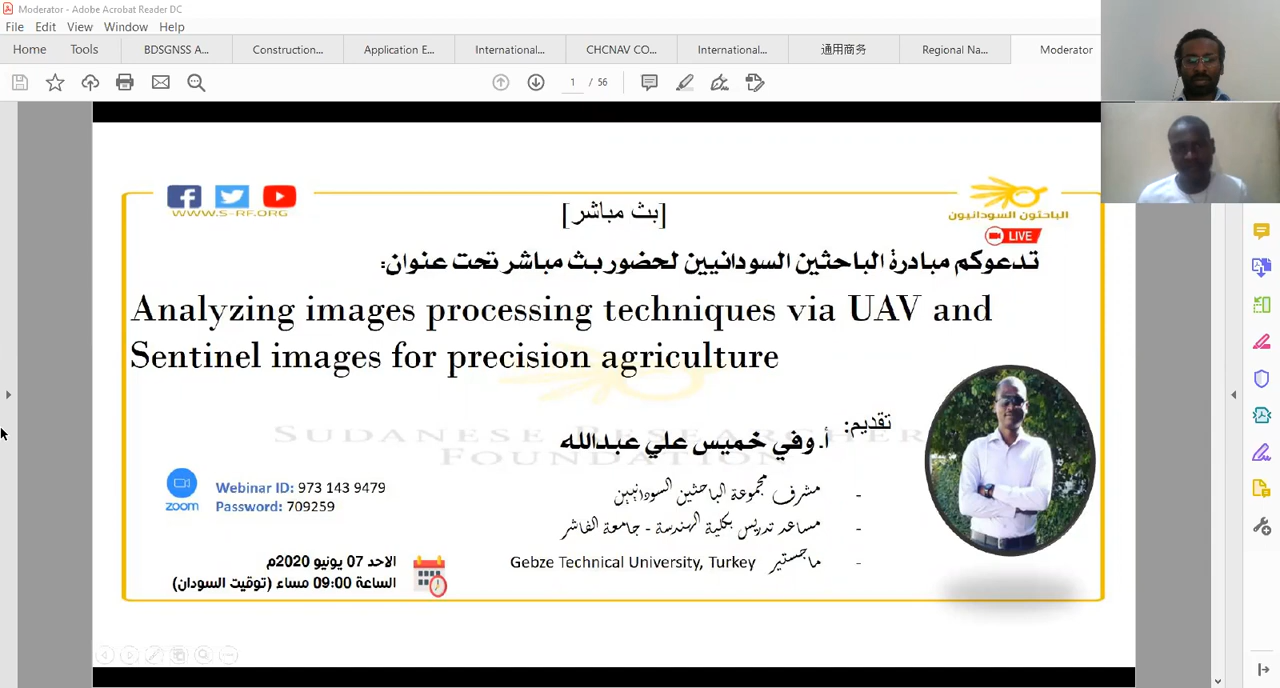 Moderator - Adobe Acrobat Reader DC
File Edit View Window Help
Home Tools BDSGNSS A... Construction... Application E... International... CHCNAV CO... International... 通用商务 Regional Na... Moderator
1 / 56
WWW.S-RF.ORG
[بث مباشر]
الباحثون السودانيون
LIVE
تدعوكم مبادرة الباحثين السودانيين لحضور بث مباشر تحت عنوان:
Analyzing images processing techniques via UAV and
Sentinel images for precision agriculture
تقديم:
SUDANESE RESEARCHER
FOUNDATION
أ. وفي خميس علي عبدالله
- مشرف مجموعة الباحثين السودانيين
- مساعد تدريس بكلية الهندسة - جامعة الفاشر
- ماجستير Gebze Technical University, Turkey
zoom
Webinar ID: 973 143 9479
Password: 709259
الاحد 07 يونيو 2020م
الساعة 09:00 مساء (توقيت السودان)